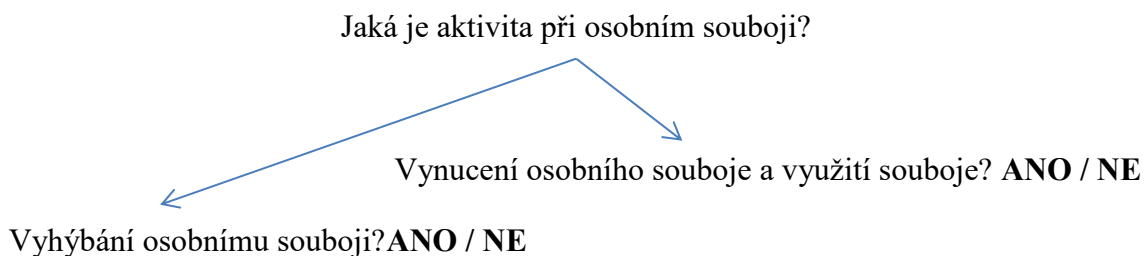 Jaká je aktivita při osobním souboji?
Vynucení osobního souboje a využití souboje? ANO / NE
Vyhýbání osobnímu souboji?ANO / NE